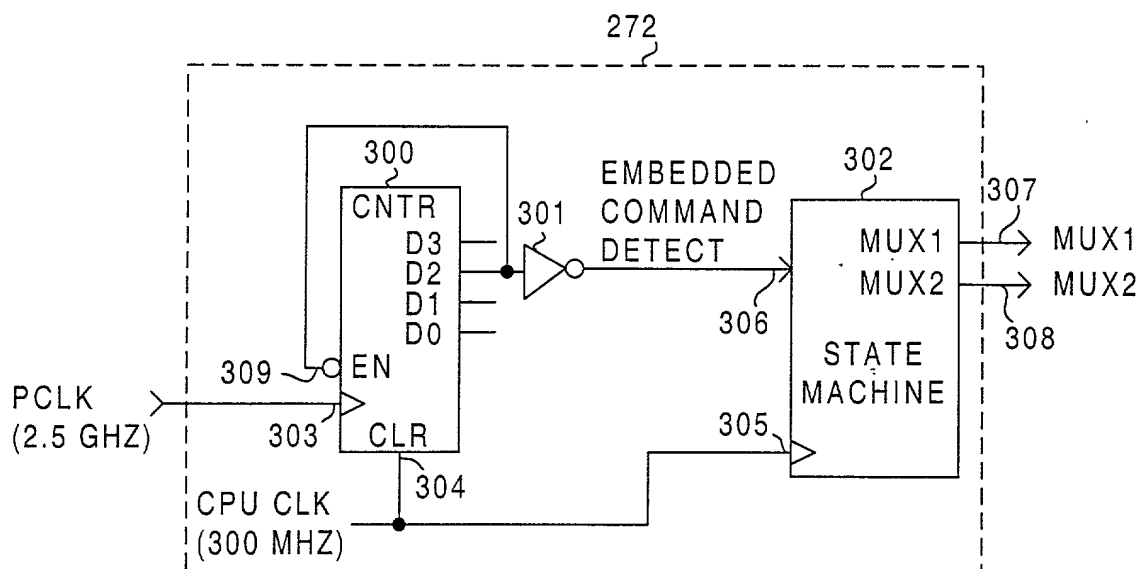 272
300
CNTR
D3
D2
D1
D0
EN
309
303
CLR
304
PCLK
(2.5 GHZ)
CPU CLK
(300 MHZ)
301
EMBEDDED
COMMAND
DETECT
306
302
MUX1
MUX2
STATE
MACHINE
305
307
MUX1
MUX2
308